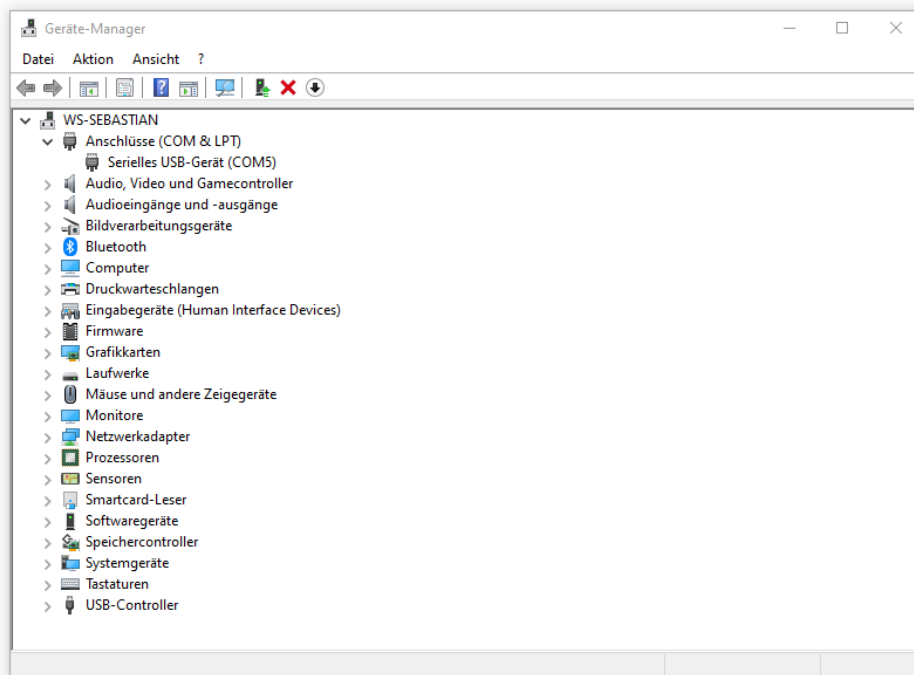 Geräte-Manager
Datei Aktion Ansicht ?
WS-SEBASTIAN
Anschlüsse (COM & LPT)
Serielles USB-Gerät (COM5)
Audio, Video und Gamecontroller
Audioeingänge und -ausgänge
Bildverarbeitungsgeräte
Bluetooth
Computer
Druckwarteschlangen
Eingabegeräte (Human Interface Devices)
Firmware
Grafikkarten
Laufwerke
Mäuse und andere Zeigegeräte
Monitore
Netzwerkadapter
Prozessoren
Sensoren
Smartcard-Leser
Softwaregeräte
Speichercontroller
Systemgeräte
Tastaturen
USB-Controller